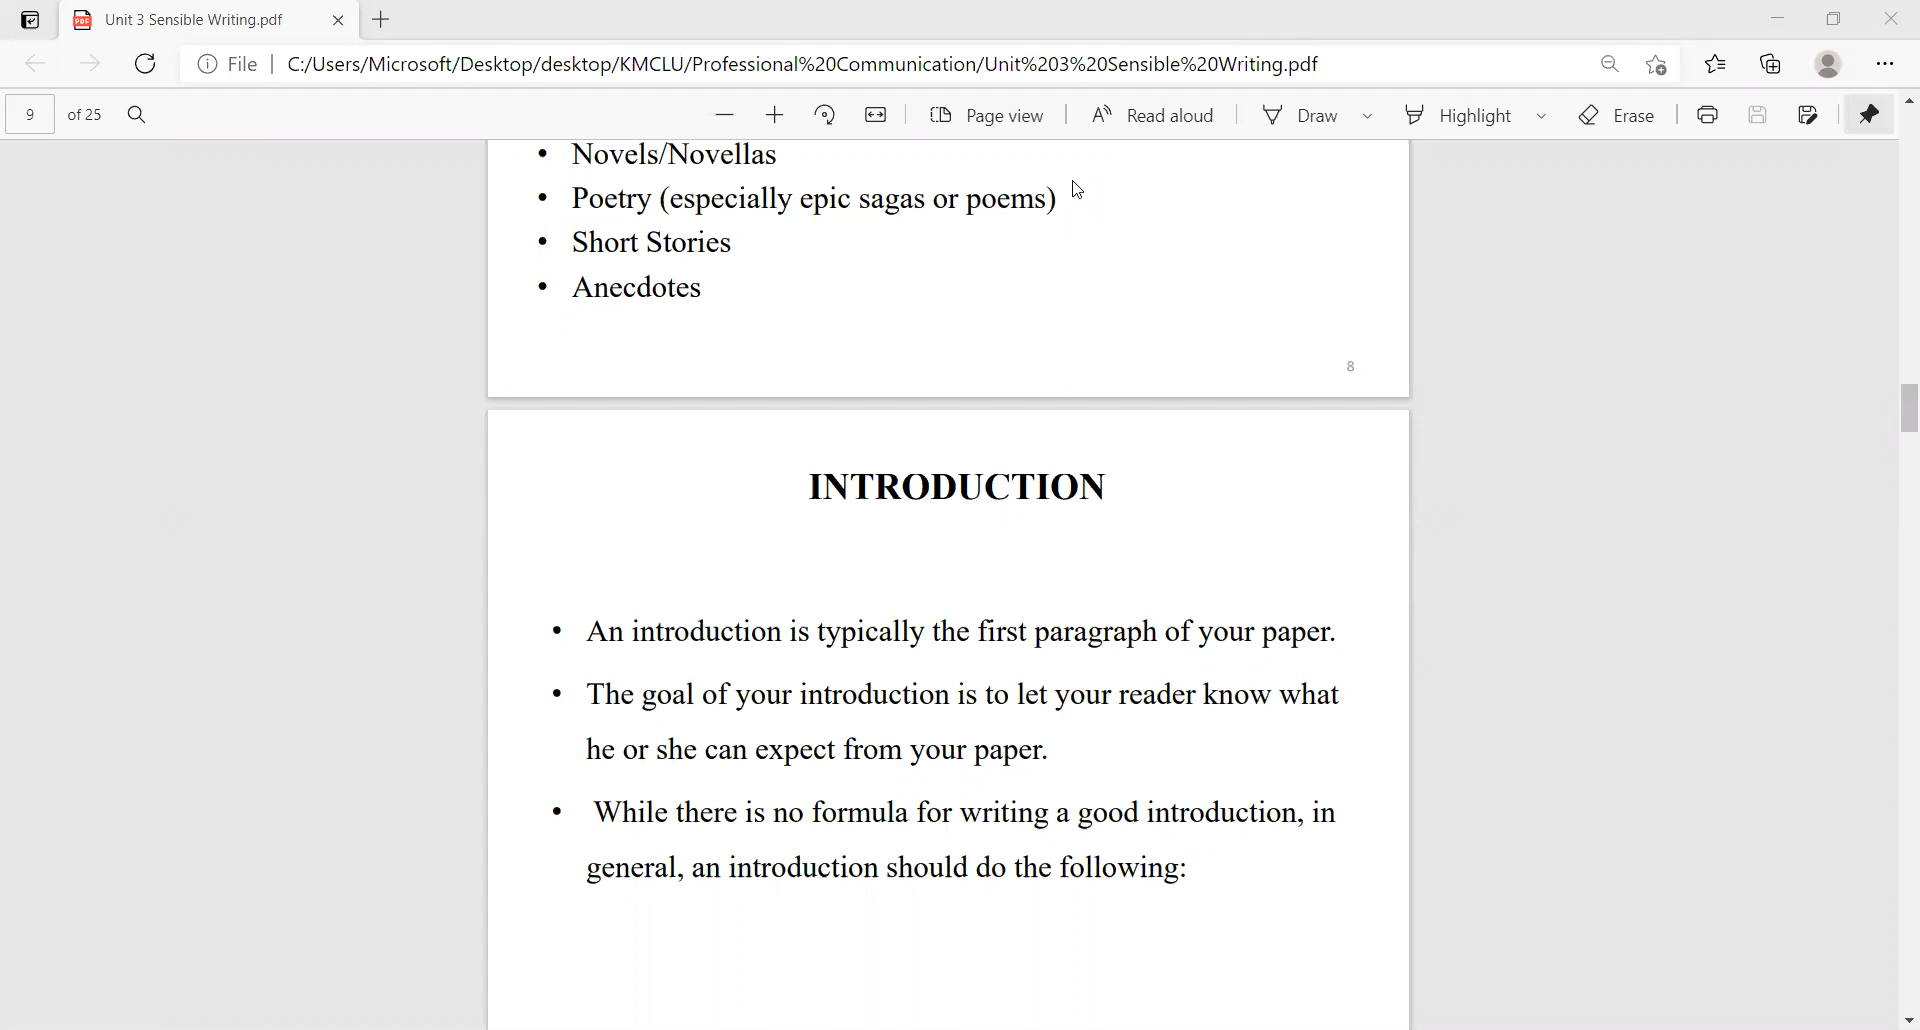 Unit 3 Sensible Writing.pdf
File
C:/Users/Microsoft/Desktop/desktop/KMCLU/Professional%20Communication/Unit%203%20Sensible%20Writing.pdf
9 of 25
Page view
Read aloud
Draw
Highlight
Erase
• Novels/Novellas
• Poetry (especially epic sagas or poems)
• Short Stories
• Anecdotes
8
INTRODUCTION
• An introduction is typically the first paragraph of your paper.
• The goal of your introduction is to let your reader know what
he or she can expect from your paper.
• While there is no formula for writing a good introduction, in
general, an introduction should do the following: